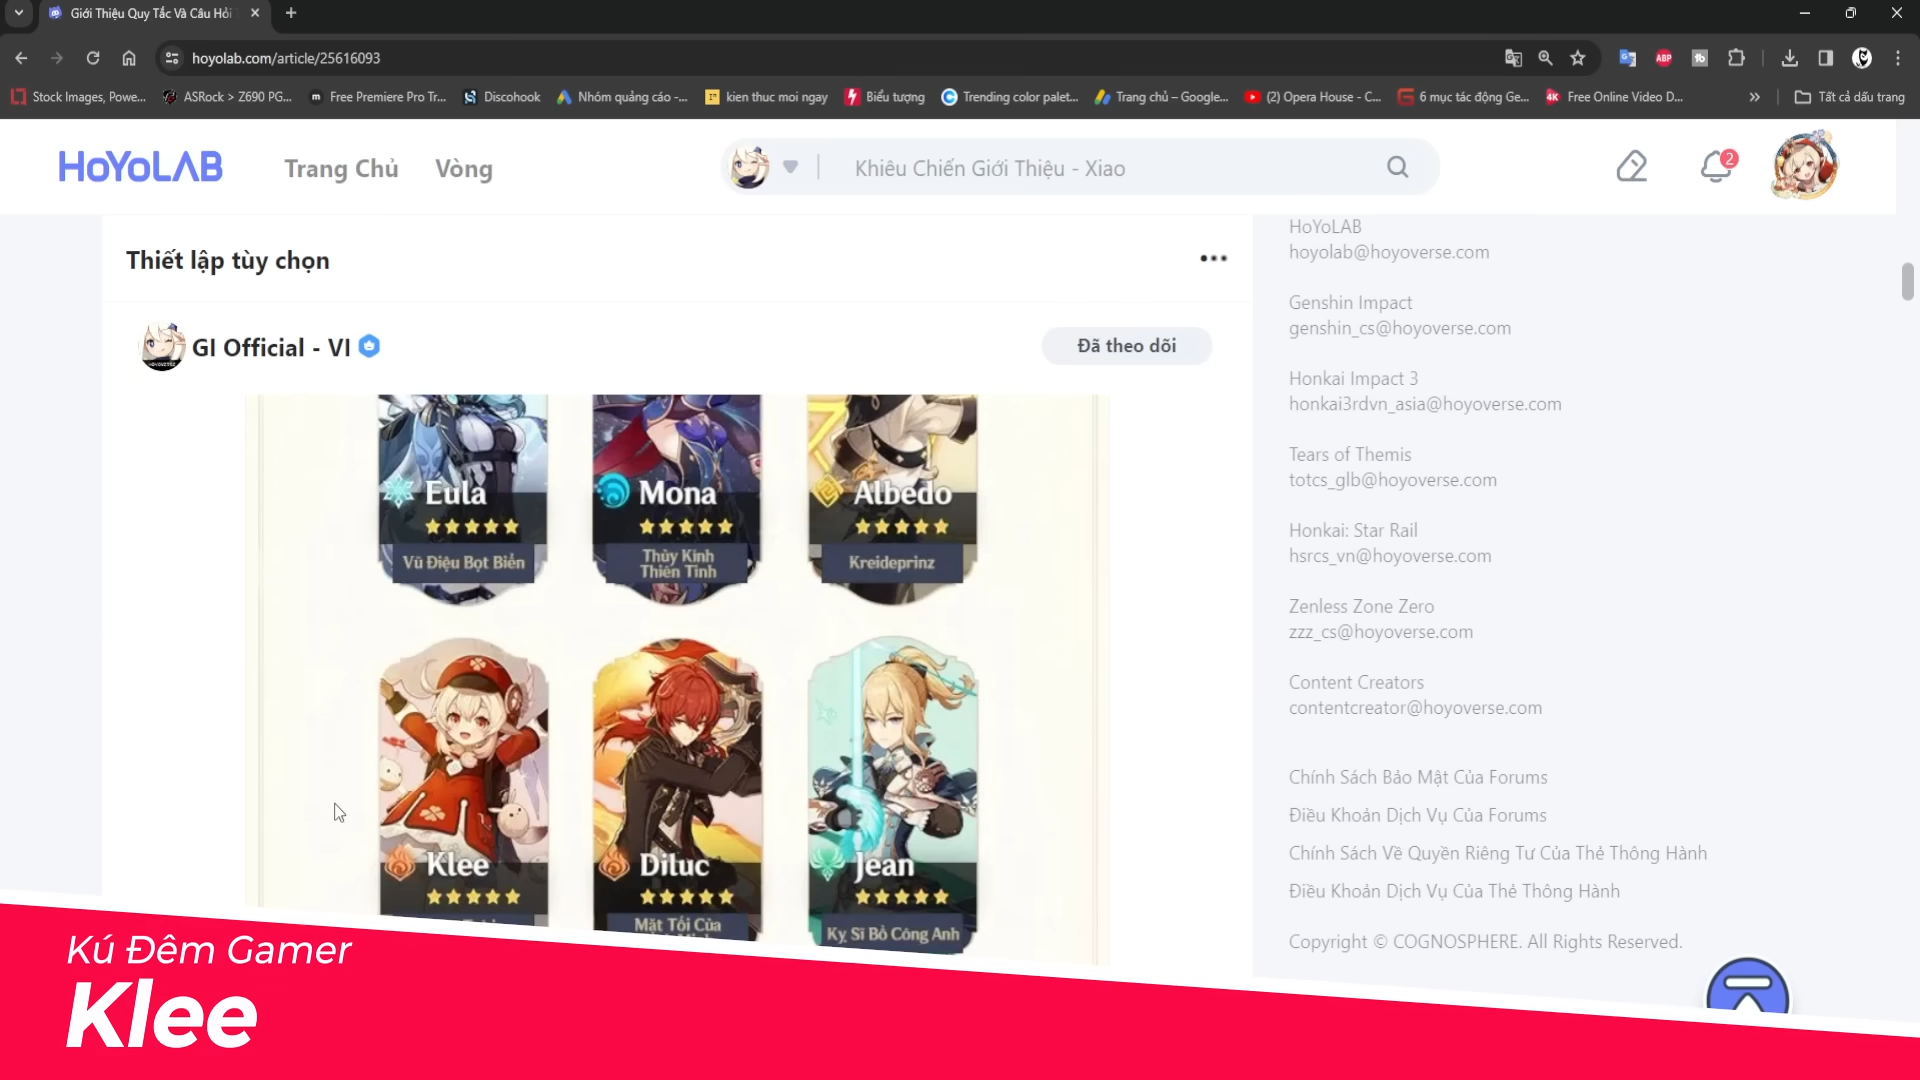 Giới Thiệu Quy Tắc Và Câu Hỏi
hoyolab.com/article/25616093
Stock Images, Powe...
ASRock > Z690 PG...
Free Premiere Pro Tr...
Discohook
Nhóm quảng cáo -...
kien thuc moi ngay
Biểu tượng
Trending color palet...
Trang chủ – Google...
(2) Opera House - C...
6 mục tác động Ge...
Free Online Video D...
Tất cả dấu trang
HoYoLAB
Trang Chủ
Vòng
Khiêu Chiến Giới Thiệu - Xiao
2
Thiết lập tùy chọn
GI Official - VI
Đã theo dõi
Eula
Vũ Điệu Bọt Biển
Mona
Thủy Kính
Thiên Tinh
Albedo
Kreideprinz
Klee
Diluc
Mặt Tối Của
Jean
Kỵ Sĩ Bồ Công Anh
HoYoLAB
hoyolab@hoyoverse.com
Genshin Impact
genshin_cs@hoyoverse.com
Honkai Impact 3
honkai3rdvn_asia@hoyoverse.com
Tears of Themis
totcs_glb@hoyoverse.com
Honkai: Star Rail
hsrcs_vn@hoyoverse.com
Zenless Zone Zero
zzz_cs@hoyoverse.com
Content Creators
contentcreator@hoyoverse.com
Chính Sách Bảo Mật Của Forums
Điều Khoản Dịch Vụ Của Forums
Chính Sách Về Quyền Riêng Tư Của Thẻ Thông Hành
Điều Khoản Dịch Vụ Của Thẻ Thông Hành
Copyright © COGNOSPHERE. All Rights Reserved.
Kú Đêm Gamer
Klee